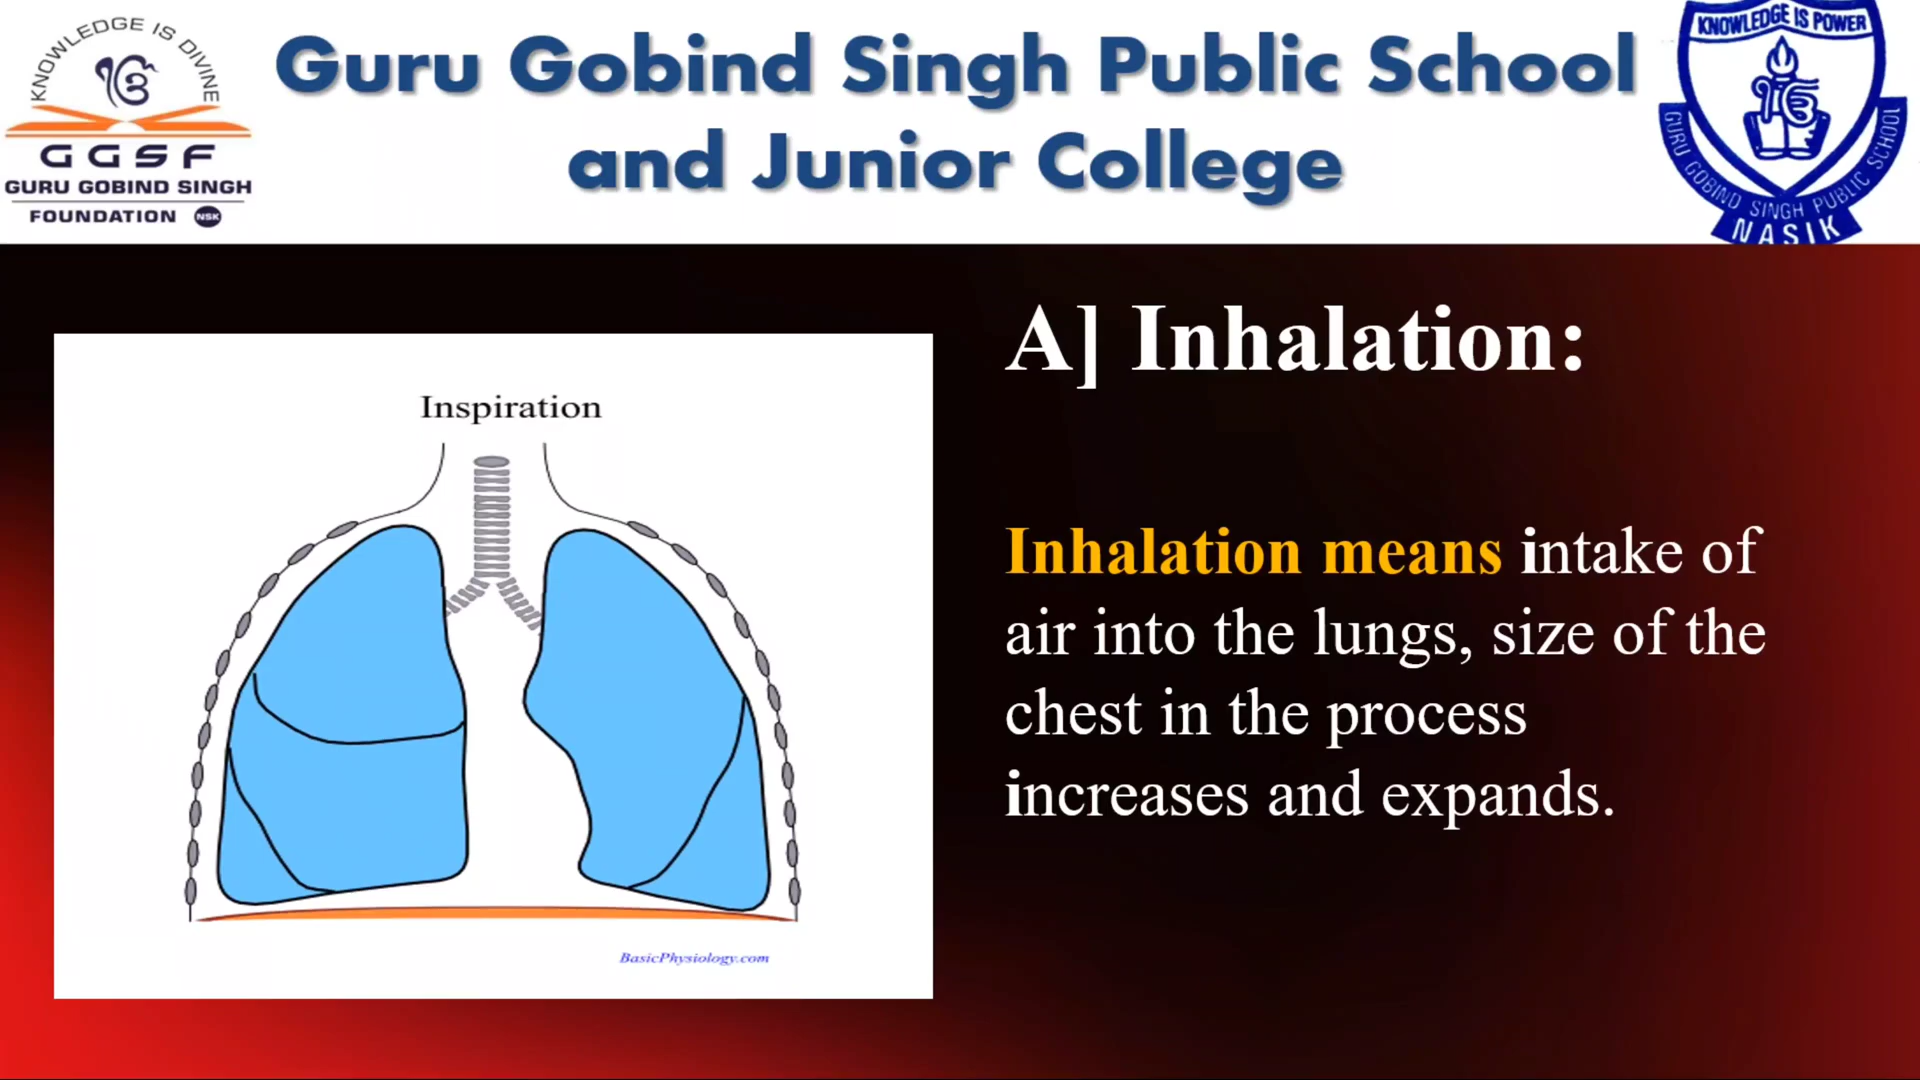 KNOWLEDGE IS DIVINE
GGSF
GURU GOBIND SINGH
FOUNDATION NSK
Guru Gobind Singh Public School
and Junior College
KNOWLEDGE IS POWER
GURU GOBIND SINGH PUBLIC SCHOOL
NASIK
Inspiration
BasicPhysiology.com
A] Inhalation:
Inhalation means intake of
air into the lungs, size of the
chest in the process
increases and expands.